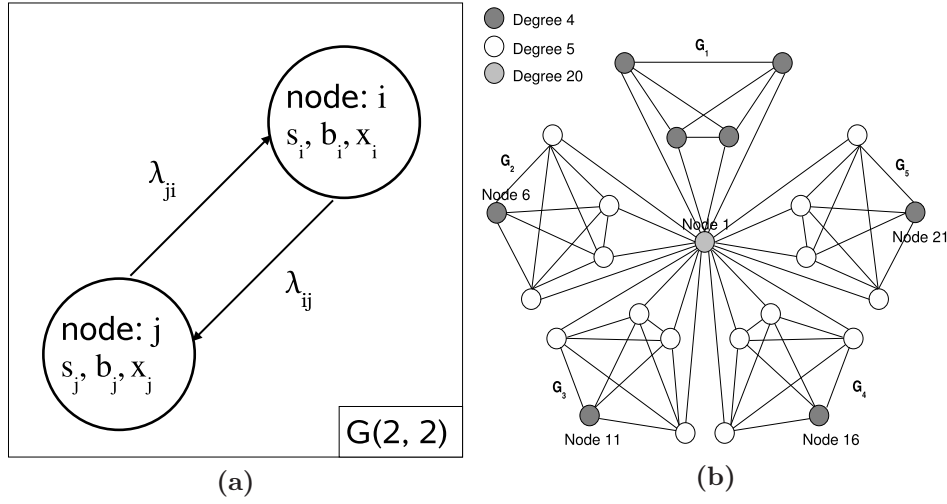 node: i
s_i, b_i, x_i
λ_ji
λ_ij
node: j
s_j, b_j, x_j
G(2, 2)
(a)
Degree 4
Degree 5
Degree 20
G_1
G_2
Node 6
G_5
Node 21
Node 1
G_3
Node 11
G_4
Node 16
(b)